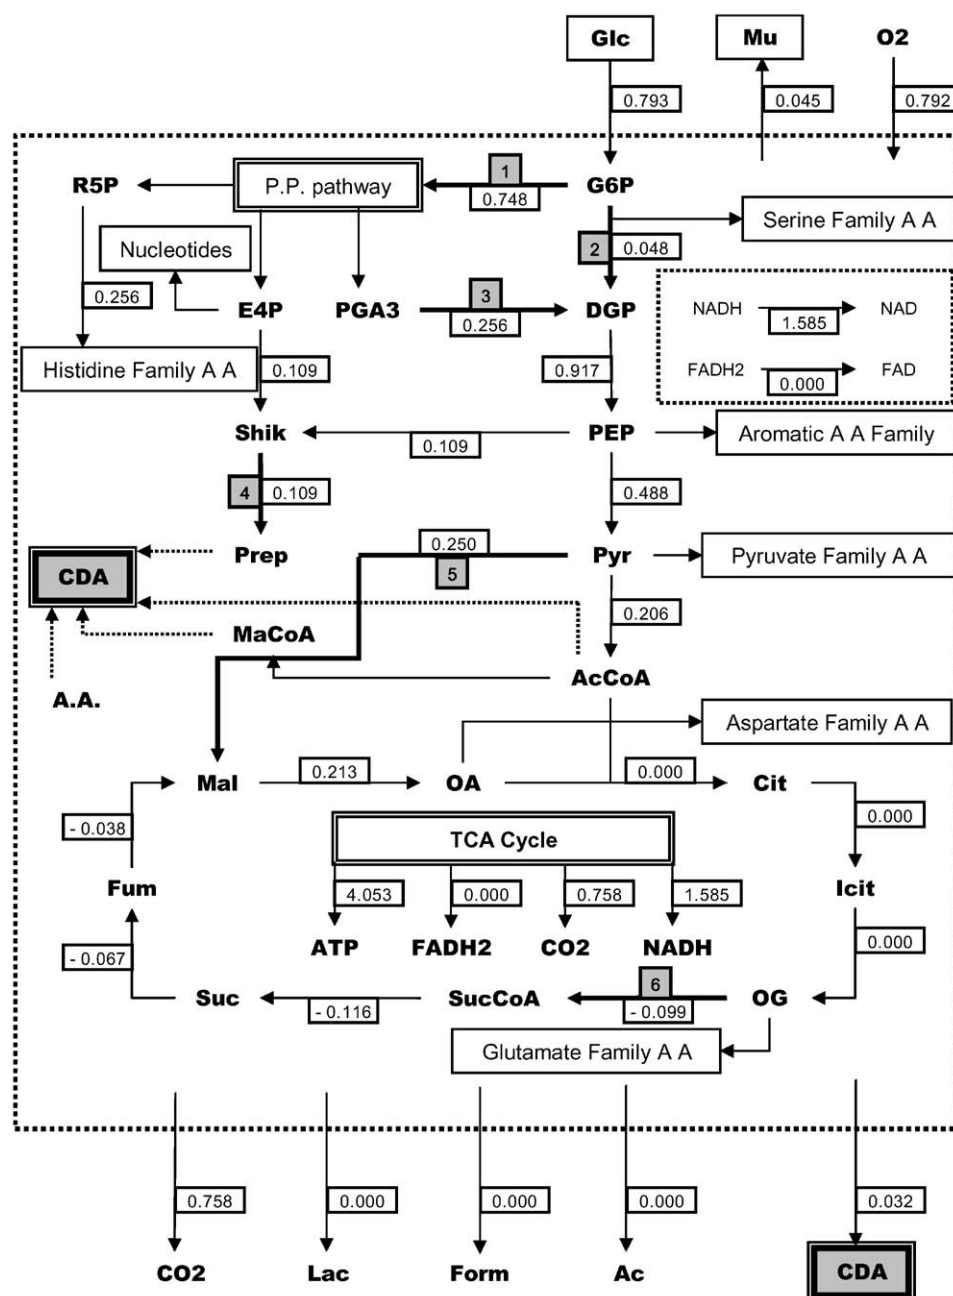 Glc Mu O2
0.793 0.045 0.792
R5P P.P. pathway 1 G6P
0.748
Serine Family A A
Nucleotides 2 0.048
0.256 E4P PGA3 3 DGP
0.256
NADH NAD
1.585
FADH2 FAD
0.000
Histidine Family A A 0.109 0.917
Shik PEP Aromatic A A Family
0.109
4 0.109 0.488
Prep 0.250 Pyr Pyruvate Family A A
CDA 5
0.206
MaCoA
A.A. AcCoA
Aspartate Family A A
Mal 0.213 OA 0.000 Cit
- 0.038 0.000
TCA Cycle
Fum 4.053 0.000 0.758 1.585 Icit
ATP FADH2 CO2 NADH
- 0.067 0.000
Suc SucCoA 6 OG
- 0.116 - 0.099
Glutamate Family A A
0.758 0.000 0.000 0.000 0.032
CO2 Lac Form Ac CDA